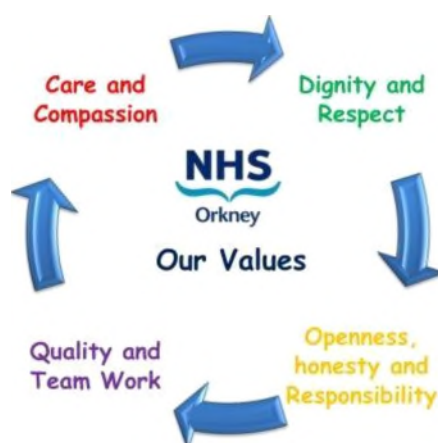 Care and
Compassion
Dignity and
Respect
NHS
Orkney
Our Values
Quality and
Team Work
Openness,
honesty and
Responsibility